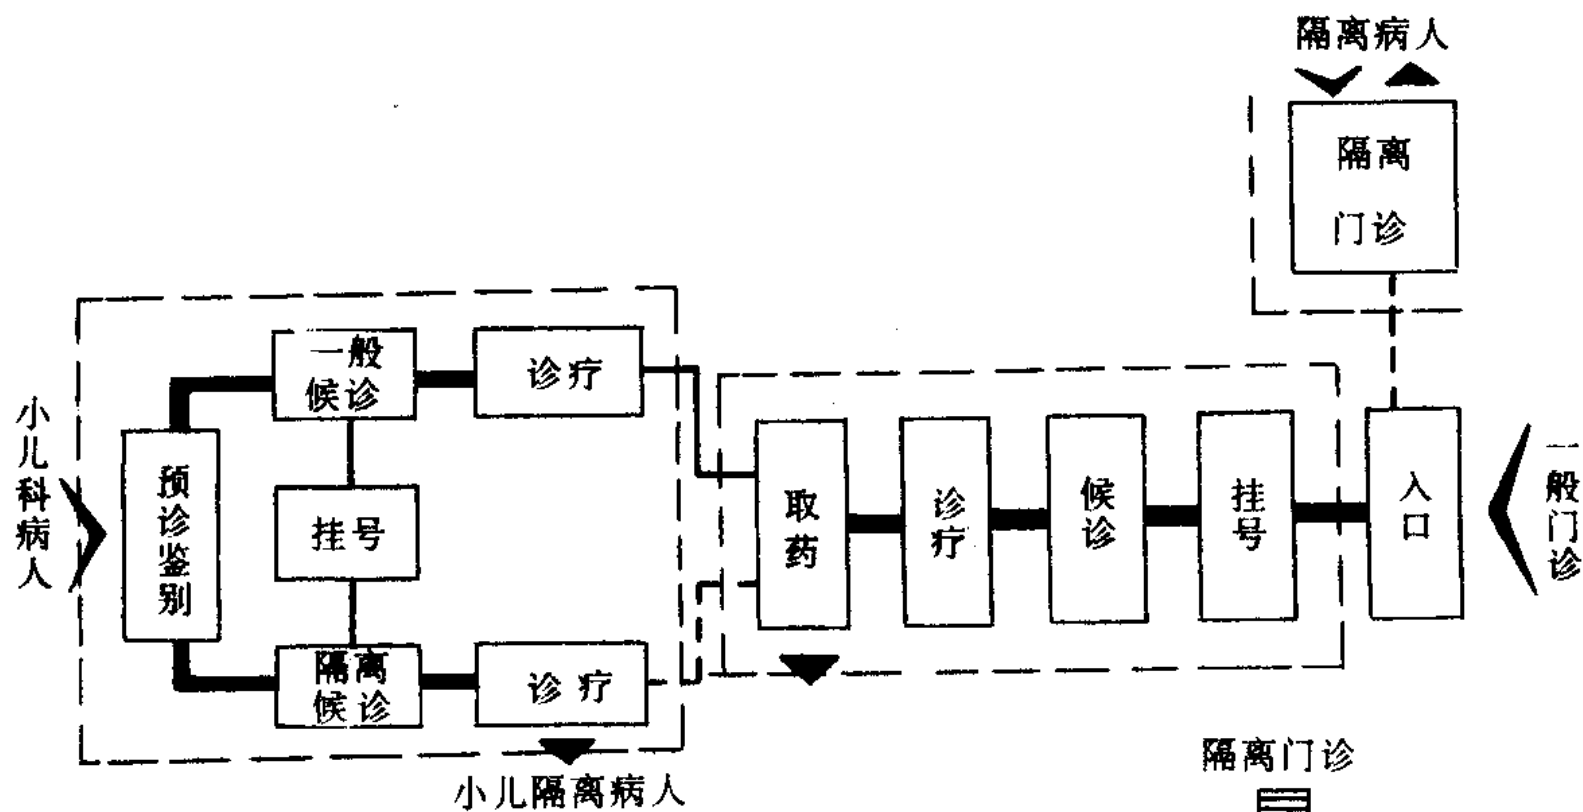 隔离病人
隔离
门诊
一般
候诊
诊疗
小儿科病人
预诊鉴别
挂号
取药
诊疗
候诊
挂号
入口
一般门诊
隔离
候诊
诊疗
小儿隔离病人
隔离门诊